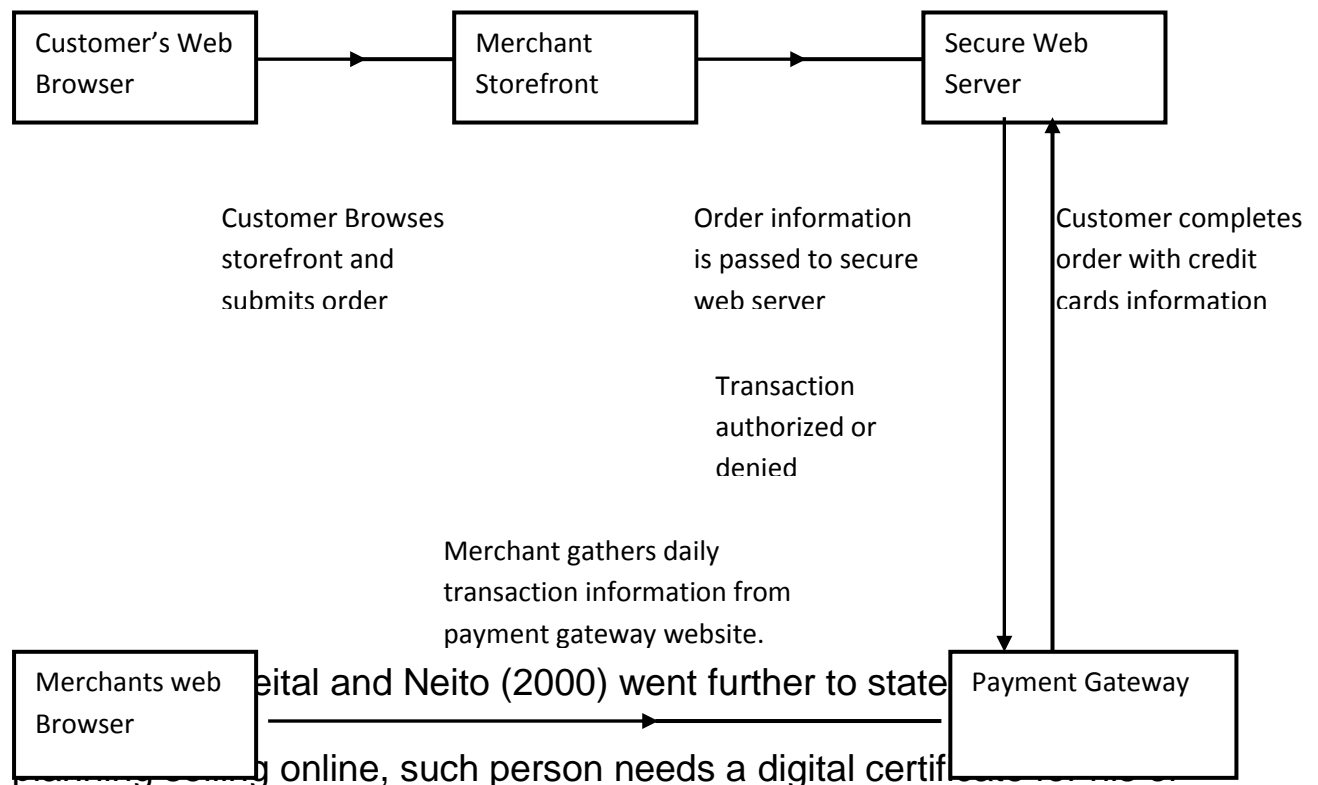 Customer's Web
Browser
Merchant
Storefront
Secure Web
Server
Customer Browses
storefront and
submits order
Order information
is passed to secure
web server
Customer completes
order with credit
cards information
Transaction
authorized or
denied
Merchant gathers daily
transaction information from
payment gateway website.
Merchants web
Browser
eital and Neito (2000) went further to state
Payment Gateway
online, such person needs a digital